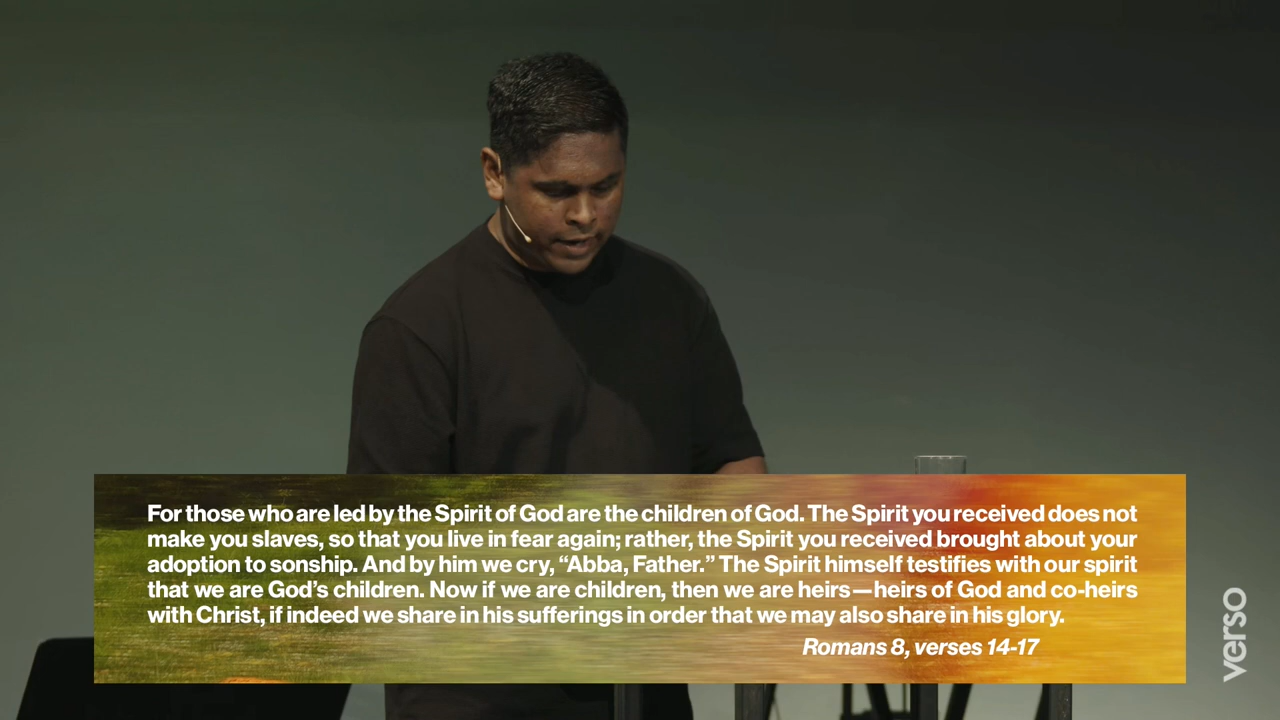 For those who are led by the Spirit of God are the children of God. The Spirit you received does not
make you slaves, so that you live in fear again; rather, the Spirit you received brought about your
adoption to sonship. And by him we cry, “Abba, Father.” The Spirit himself testifies with our spirit
that we are God’s children. Now if we are children, then we are heirs—heirs of God and co-heirs
with Christ, if indeed we share in his sufferings in order that we may also share in his glory.
Romans 8, verses 14-17
verso